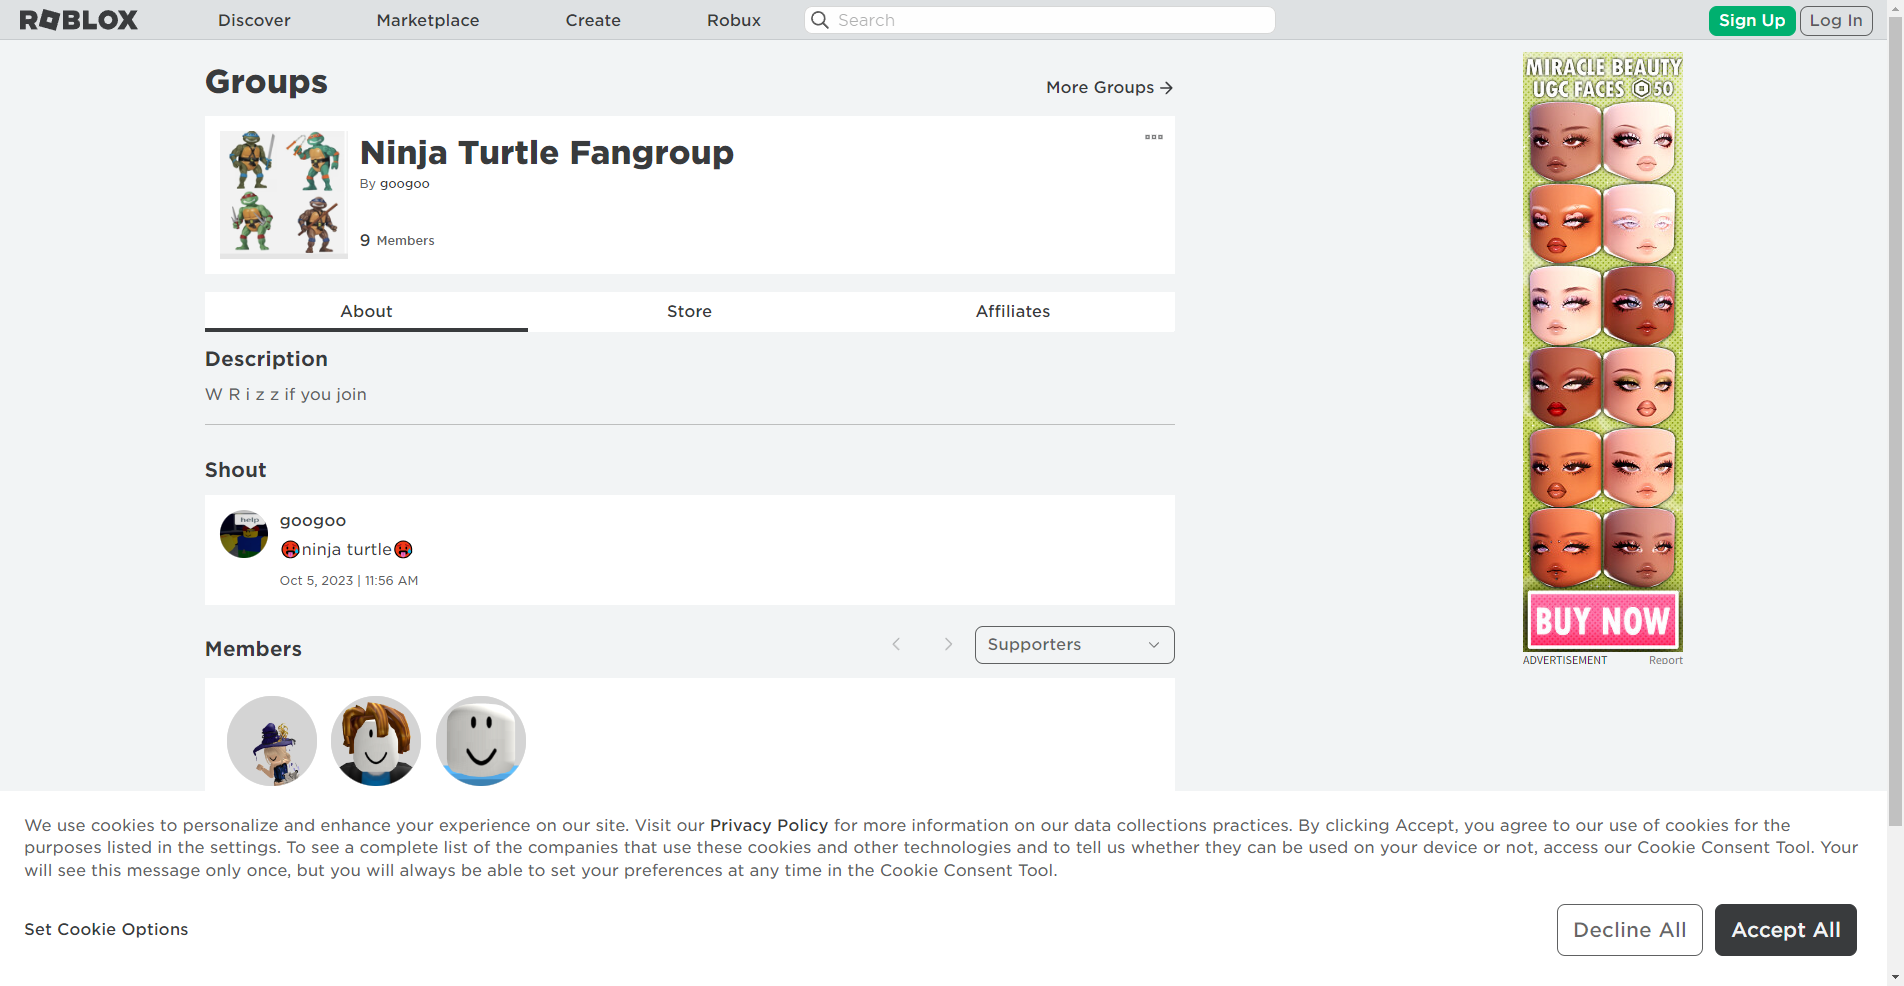 ROBLOX
Discover
Marketplace
Create
Robux
Search
Sign Up
Log In
Groups
More Groups →
Ninja Turtle Fangroup
By googoo
9 Members
About
Store
Affiliates
Description
W R i z z if you join
Shout
googoo
🥵ninja turtle🥵
Oct 5, 2023 | 11:56 AM
Members
Supporters
help
MIRACLE BEAUTY
UGC FACES 50
BUY NOW
ADVERTISEMENT
Report
We use cookies to personalize and enhance your experience on our site. Visit our Privacy Policy for more information on our data collections practices. By clicking Accept, you agree to our use of cookies for the
purposes listed in the settings. To see a complete list of the companies that use these cookies and other technologies and to tell us whether they can be used on your device or not, access our Cookie Consent Tool. Your
will see this message only once, but you will always be able to set your preferences at any time in the Cookie Consent Tool.
Set Cookie Options
Decline All
Accept All